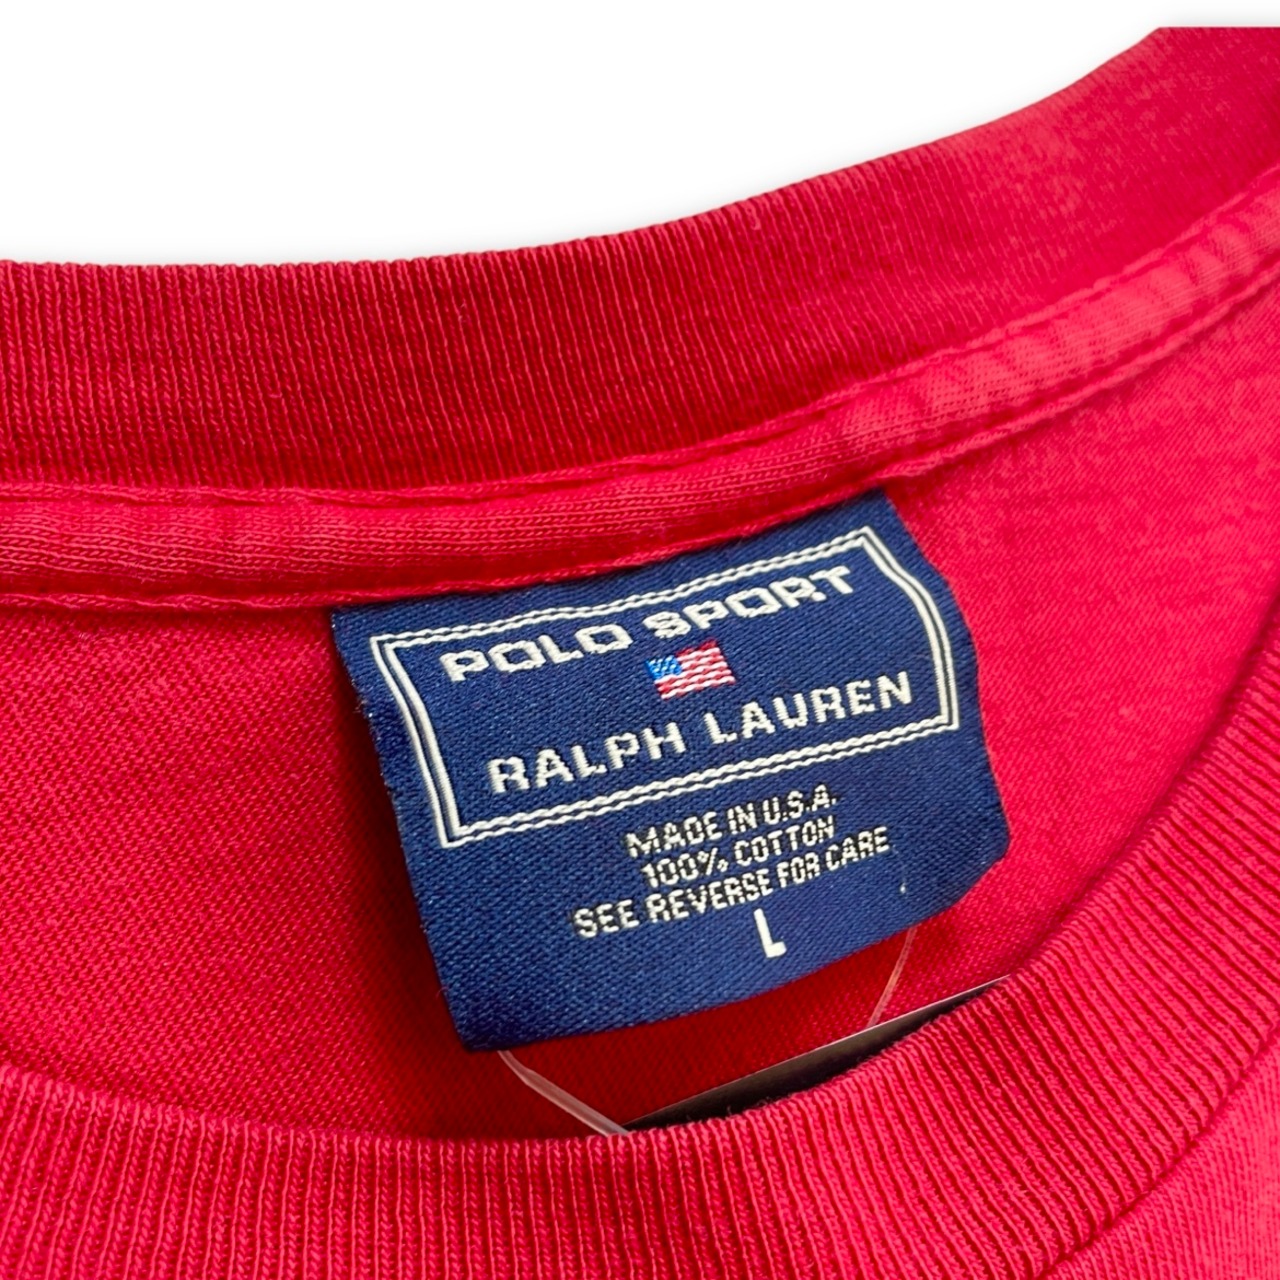 POLO SPORT
RALPH LAUREN
MADE IN U.S.A.
100% COTTON
SEE REVERSE FOR CARE
L